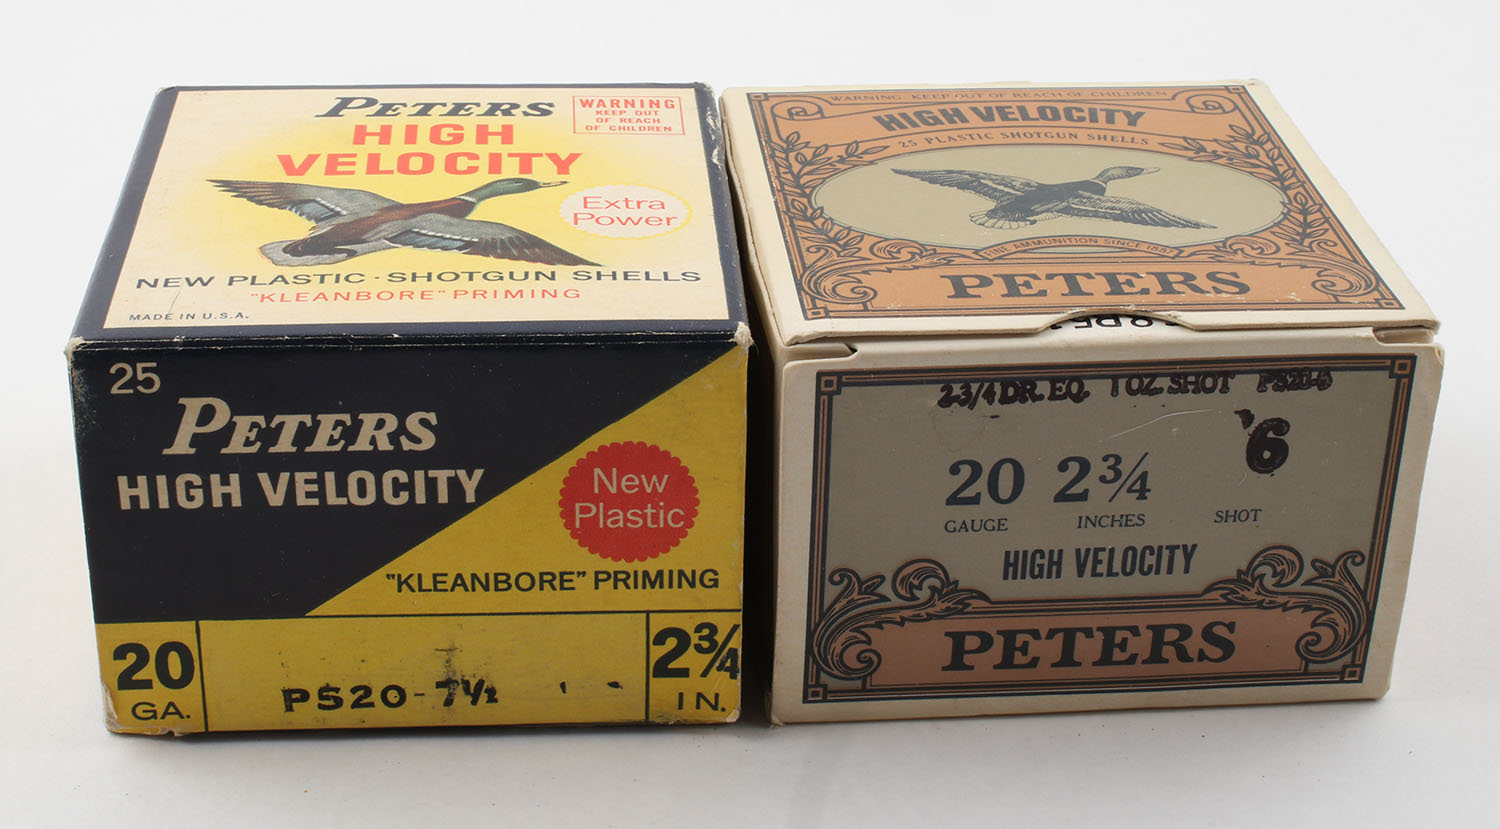 PETERS
HIGH
VELOCITY
WARNING
KEEP OUT
OF REACH
OF CHILDREN
Extra
Power
NEW PLASTIC · SHOTGUN SHELLS
"KLEANBORE" PRIMING
MADE IN U.S.A.
25
PETERS
HIGH VELOCITY
New
Plastic
"KLEANBORE" PRIMING
20
GA.
PS20-7½
2¾
IN.
WARNING: KEEP OUT OF REACH OF CHILDREN
HIGH VELOCITY
25 PLASTIC SHOTGUN SHELLS
FINE AMMUNITION SINCE 1887
PETERS
2-3/4 DR. EQ. 1 OZ. SHOT PS20-6
6
20 2¾
GAUGE INCHES SHOT
HIGH VELOCITY
PETERS